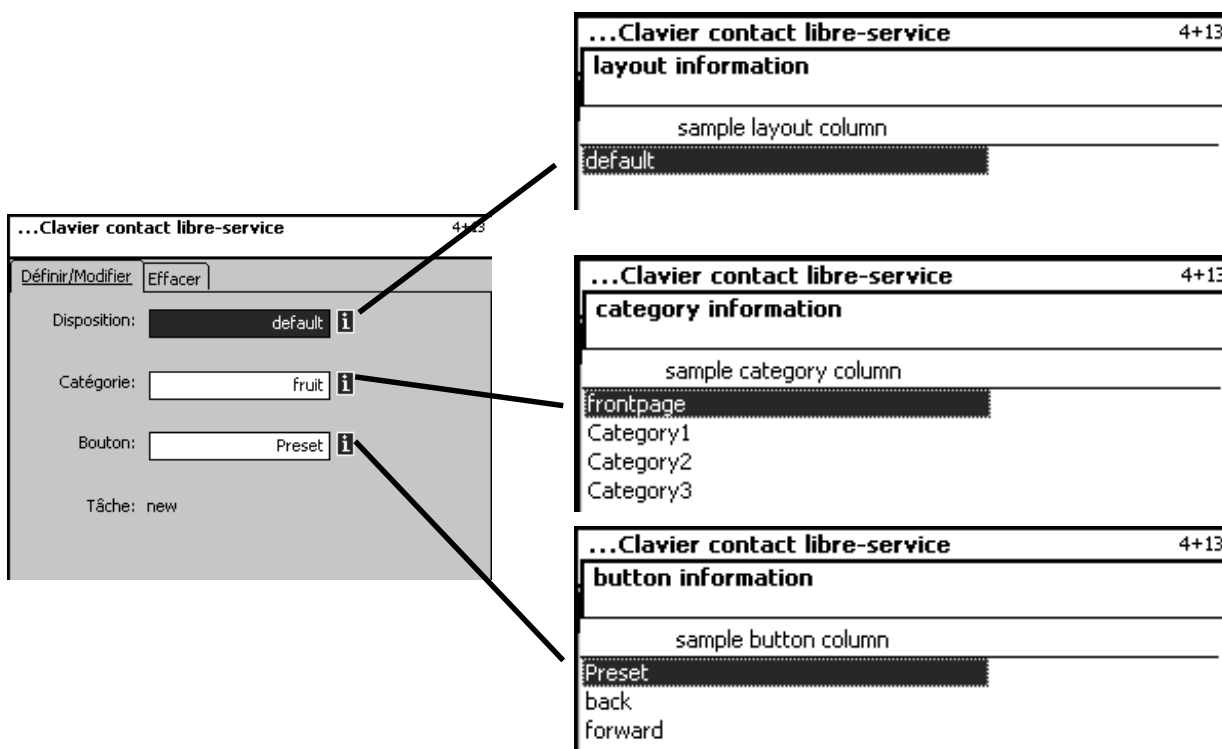 ...Clavier contact libre-service 4+13
Définir/Modifier Effacer
Disposition: default i
Catégorie: fruit i
Bouton: Preset i
Tâche: new
...Clavier contact libre-service 4+13
layout information
sample layout column
default
...Clavier contact libre-service 4+13
category information
sample category column
frontpage
Category1
Category2
Category3
...Clavier contact libre-service 4+13
button information
sample button column
Preset
back
forward